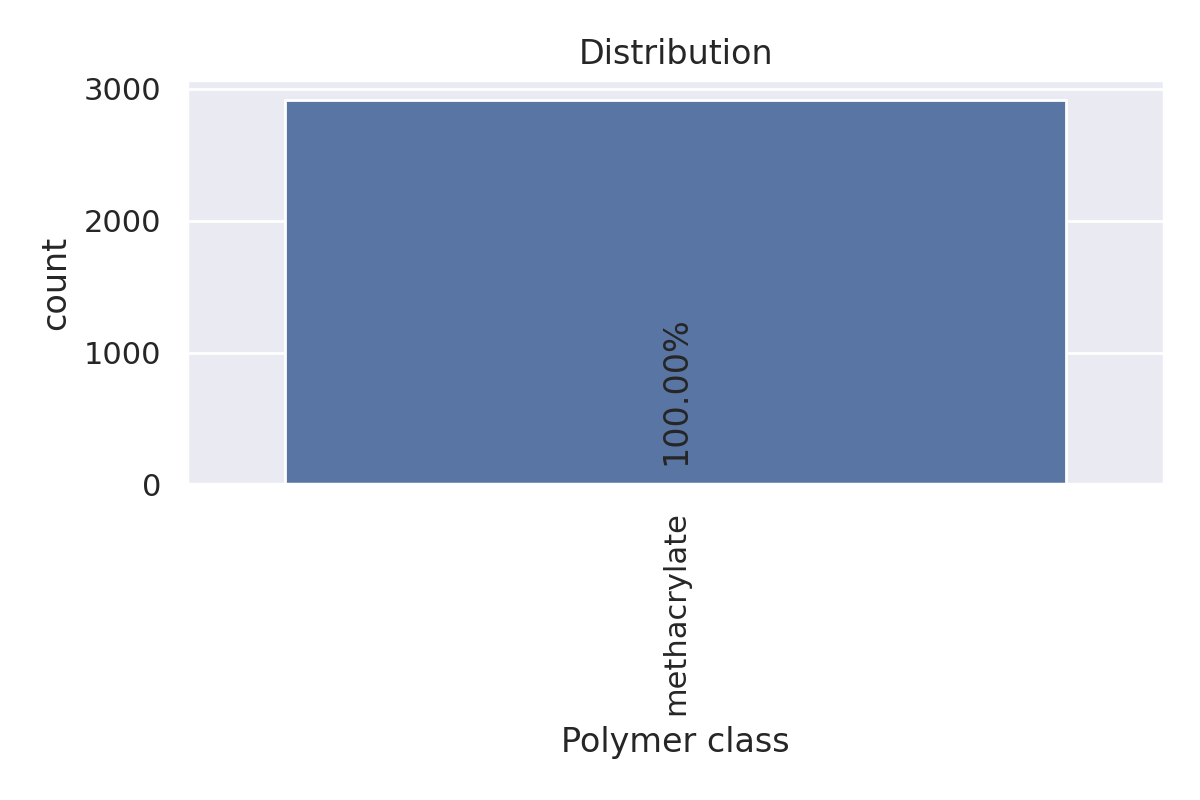 Distribution
3000
2000
1000
0
count
100.00%
methacrylate
Polymer class